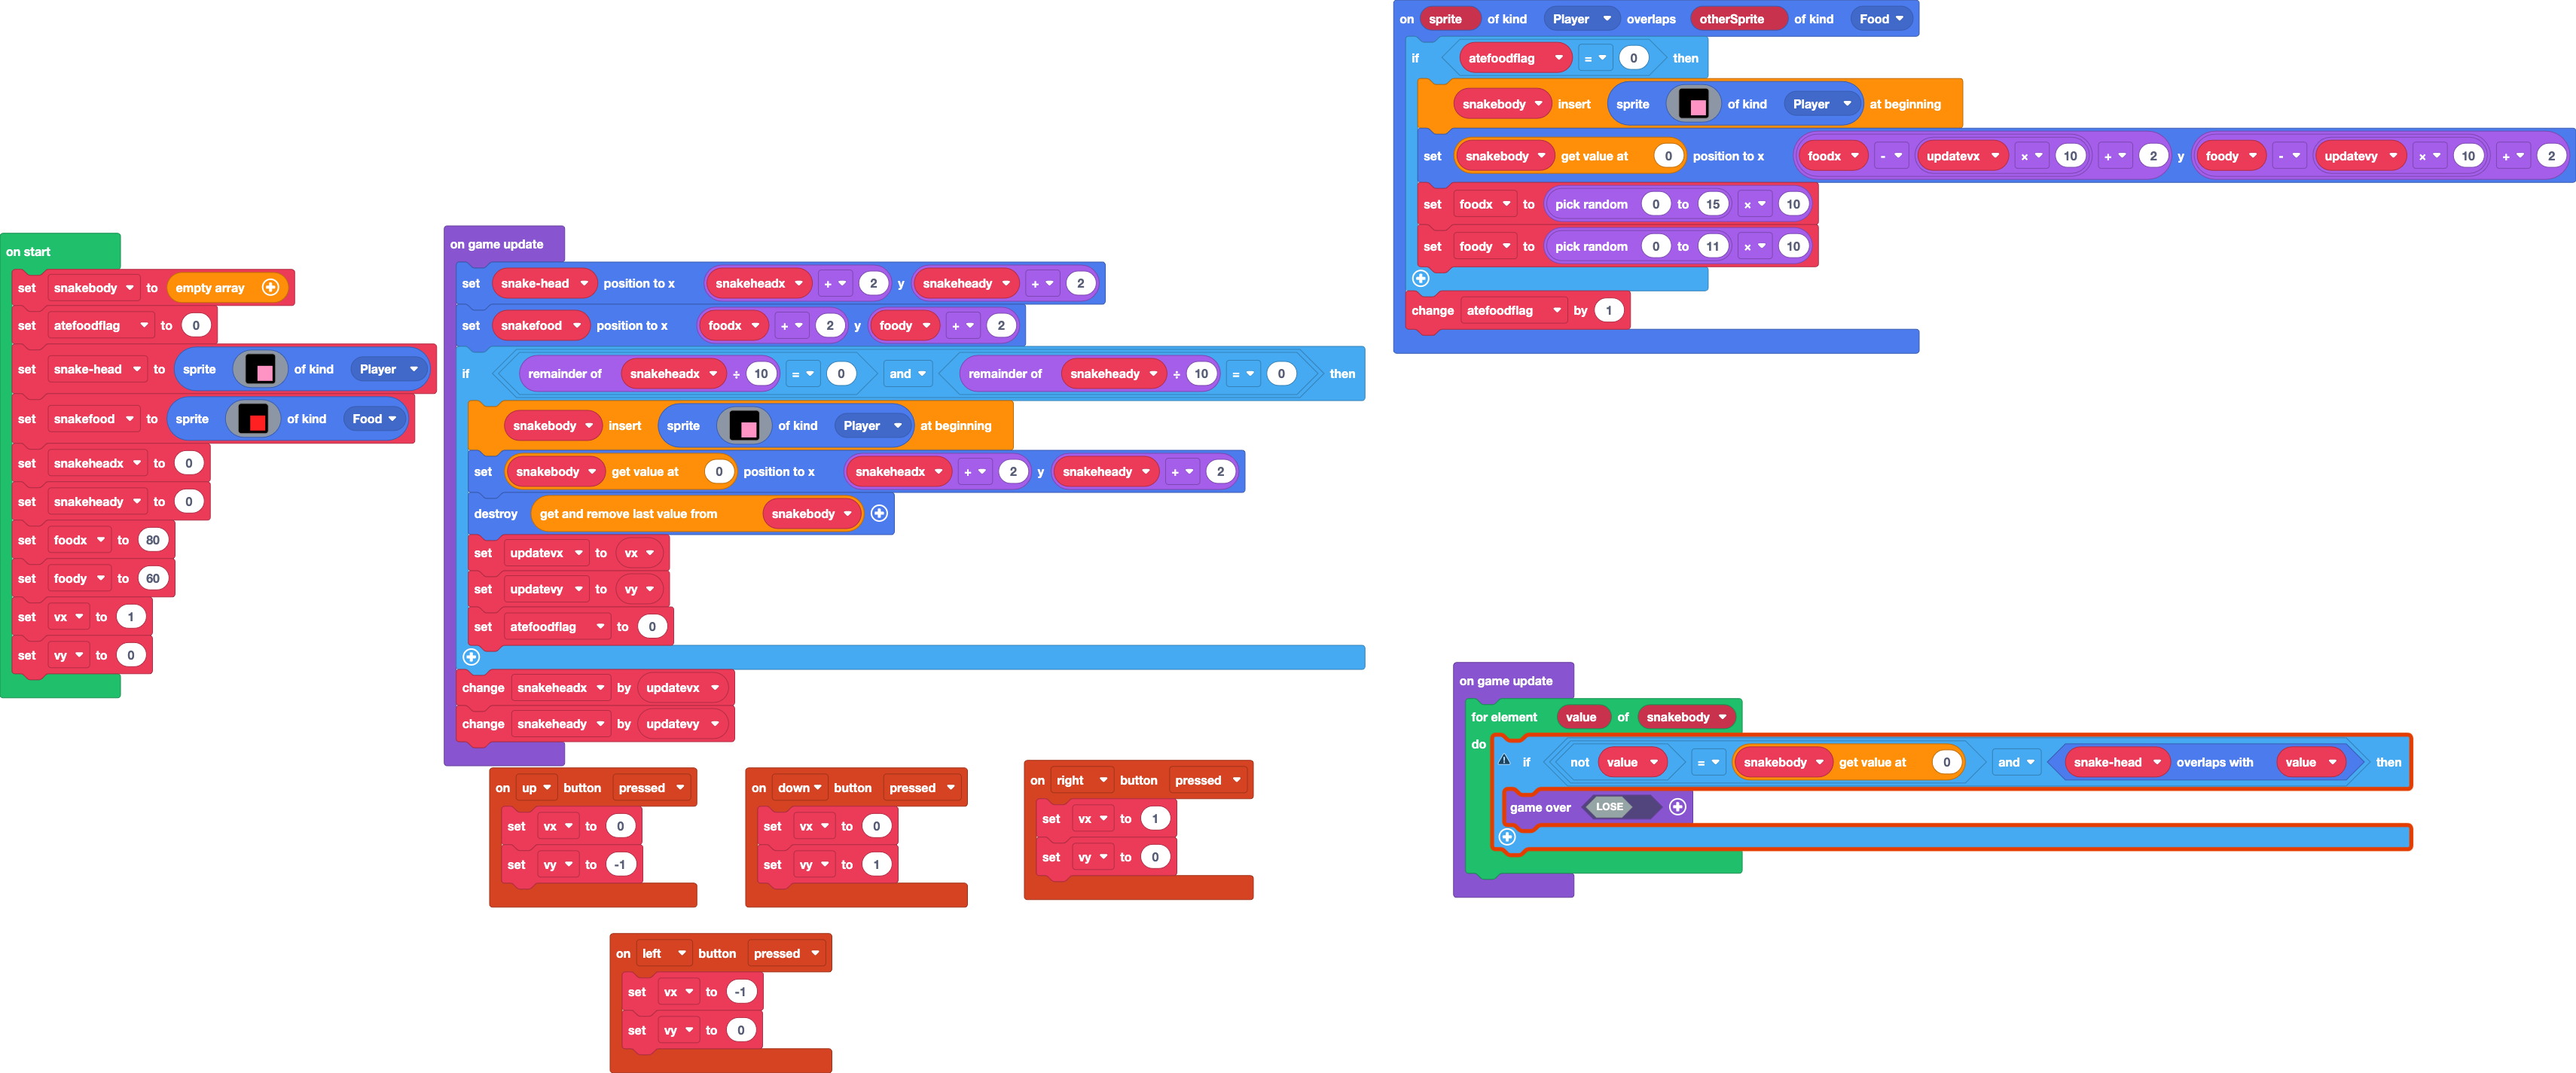 on start
set snakebody to empty array
set atefoodflag to 0
set snake-head to sprite of kind Player
set snakefood to sprite of kind Food
set snakeheadx to 0
set snakeheady to 0
set foodx to 80
set foody to 60
set vx to 1
set vy to 0
on game update
set snake-head position to x snakeheadx + 2 y snakeheady + 2
set snakefood position to x foodx + 2 y foody + 2
if remainder of snakeheadx ÷ 10 = 0 and remainder of snakeheady ÷ 10 = 0 then
snakebody insert sprite of kind Player at beginning
set snakebody get value at 0 position to x snakeheadx + 2 y snakeheady + 2
destroy get and remove last value from snakebody
set updatevx to vx
set updatevy to vy
set atefoodflag to 0
change snakeheadx by updatevx
change snakeheady by updatevy
on up button pressed
set vx to 0
set vy to -1
on down button pressed
set vx to 0
set vy to 1
on right button pressed
set vx to 1
set vy to 0
on left button pressed
set vx to -1
set vy to 0
on sprite of kind Player overlaps otherSprite of kind Food
if atefoodflag = 0 then
snakebody insert sprite of kind Player at beginning
set snakebody get value at 0 position to x foodx - updatevx × 10 + 2 y foody - updatevy × 10 + 2
set foodx to pick random 0 to 15 × 10
set foody to pick random 0 to 11 × 10
change atefoodflag by 1
on game update
for element value of snakebody
do
if not value = snakebody get value at 0 and snake-head overlaps with value then
game over LOSE